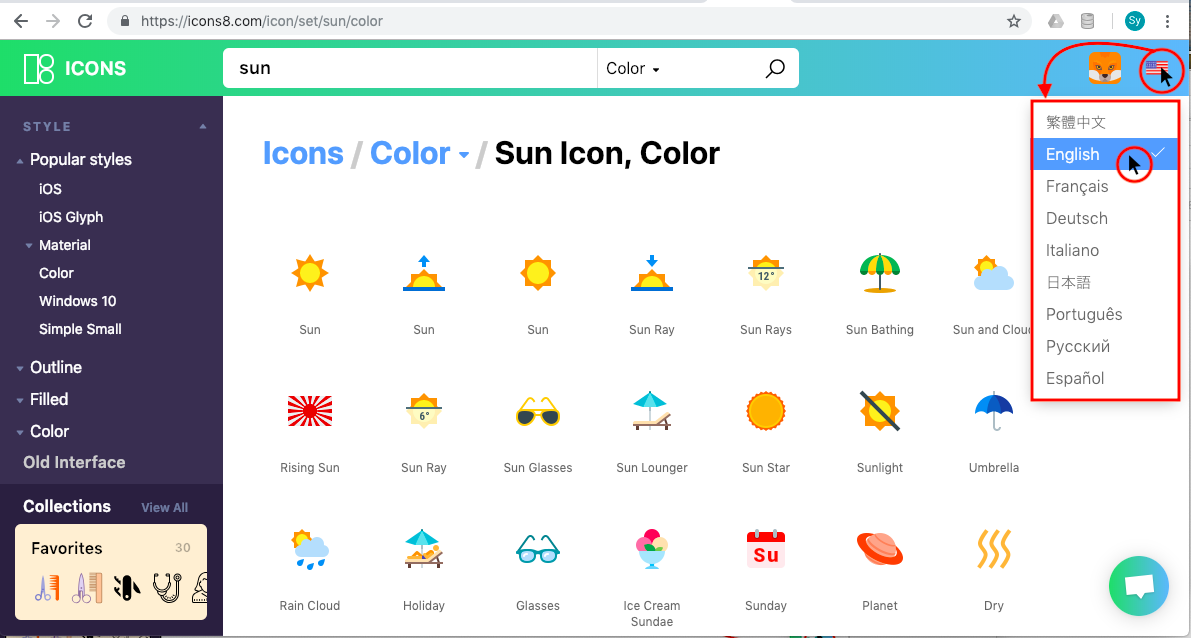 https://icons8.com/icon/set/sun/color
Sy
ICONS
sun
Color
STYLE
Popular styles
iOS
iOS Glyph
Material
Color
Windows 10
Simple Small
Outline
Filled
Color
Old Interface
Collections View All
Favorites 30
Icons / Color / Sun Icon, Color
12°
Sun Sun Sun Sun Ray Sun Rays Sun Bathing Sun and Clou
6°
Rising Sun Sun Ray Sun Glasses Sun Lounger Sun Star Sunlight Umbrella
Su
Rain Cloud Holiday Glasses Ice Cream Sunday Planet Dry
Sundae
繁體中文
English
Français
Deutsch
Italiano
日本語
Português
Русский
Español